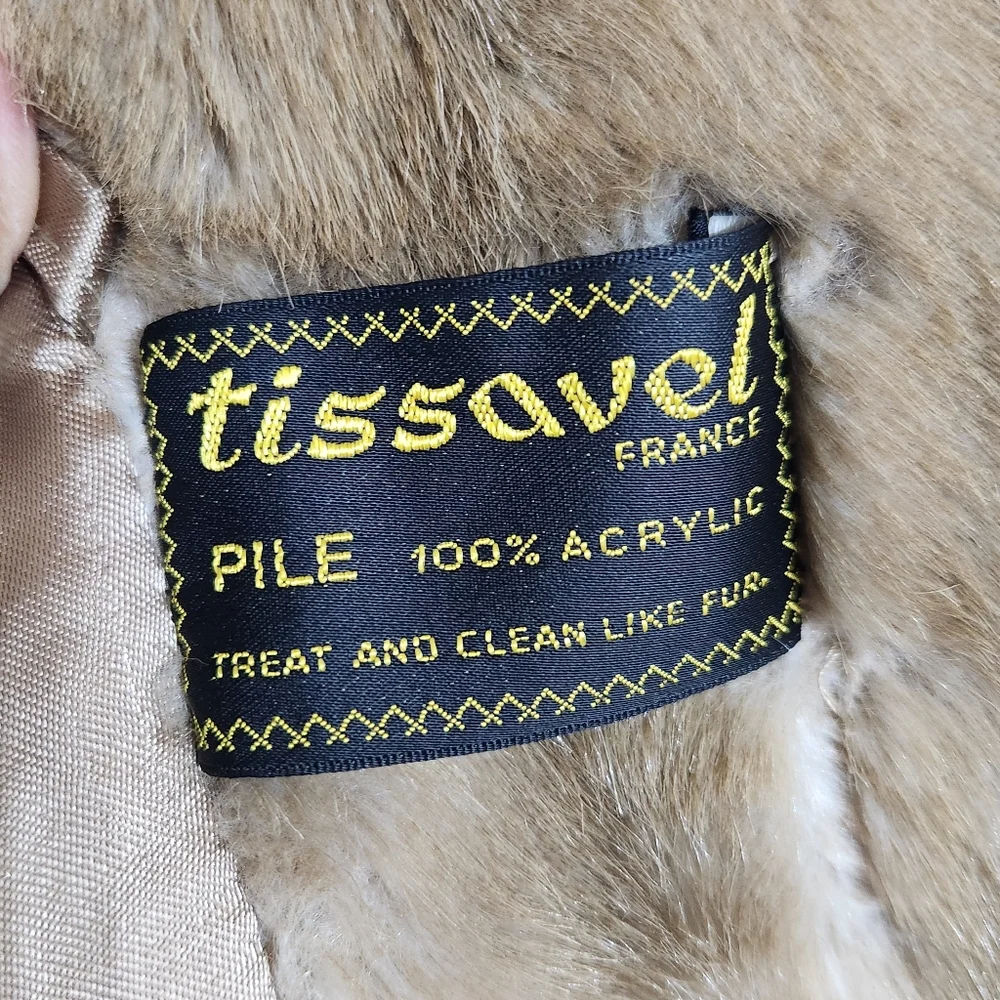 tissavel
FRANCE
PILE 100% ACRYLIC
TREAT AND CLEAN LIKE FUR.